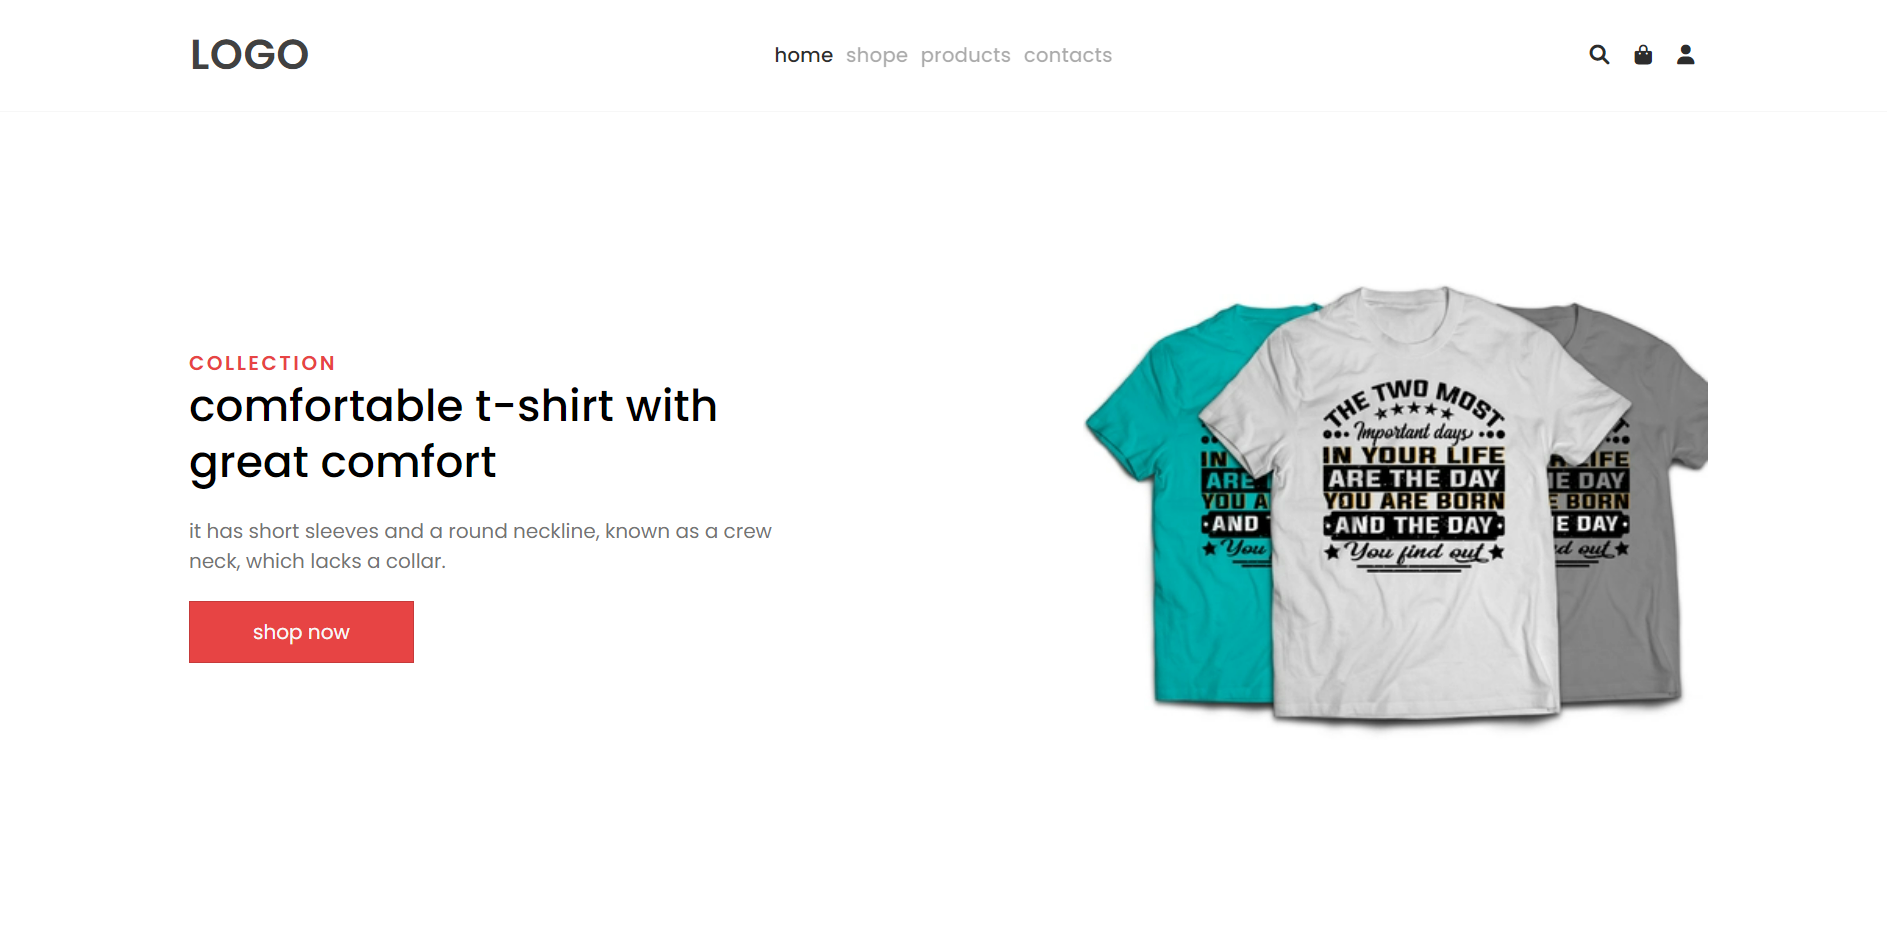 LOGO
home shope products contacts
COLLECTION
comfortable t-shirt with
great comfort
it has short sleeves and a round neckline, known as a crew
neck, which lacks a collar.
shop now
THE TWO MOST
Important days
IN YOUR LIFE
ARE THE DAY
YOU ARE BORN
AND THE DAY
You find out
IN
ARE
YOU A
AND
You
LIFE
DAY
BORN
DAY
out